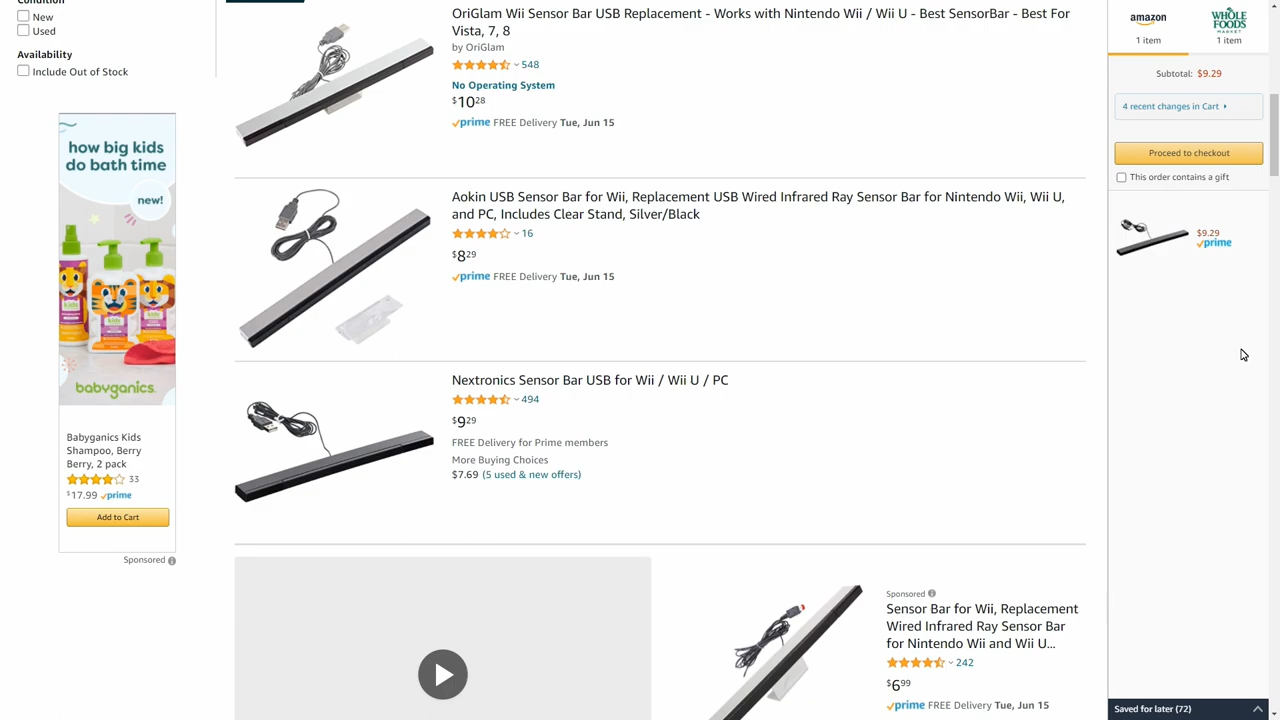 Condition
New
Used
Availability
Include Out of Stock
how big kids
do bath time
new!
kids
kids
kids
babyganics
Babyganics Kids
Shampoo, Berry
Berry, 2 pack
33
$17.99 prime
Add to Cart
Sponsored
OriGlam Wii Sensor Bar USB Replacement - Works with Nintendo Wii / Wii U - Best SensorBar - Best For
Vista, 7, 8
by OriGlam
548
No Operating System
$10 28
prime FREE Delivery Tue, Jun 15
Aokin USB Sensor Bar for Wii, Replacement USB Wired Infrared Ray Sensor Bar for Nintendo Wii, Wii U,
and PC, Includes Clear Stand, Silver/Black
16
$8 29
prime FREE Delivery Tue, Jun 15
Nextronics Sensor Bar USB for Wii / Wii U / PC
494
$9 29
FREE Delivery for Prime members
More Buying Choices
$7.69 (5 used & new offers)
Sponsored
Sensor Bar for Wii, Replacement
Wired Infrared Ray Sensor Bar
for Nintendo Wii and Wii U...
242
$6 99
prime FREE Delivery Tue, Jun 15
amazon
1 item
WHOLE
FOODS
MARKET
1 item
Subtotal: $9.29
4 recent changes in Cart
Proceed to checkout
This order contains a gift
$9.29
prime
Saved for later (72)